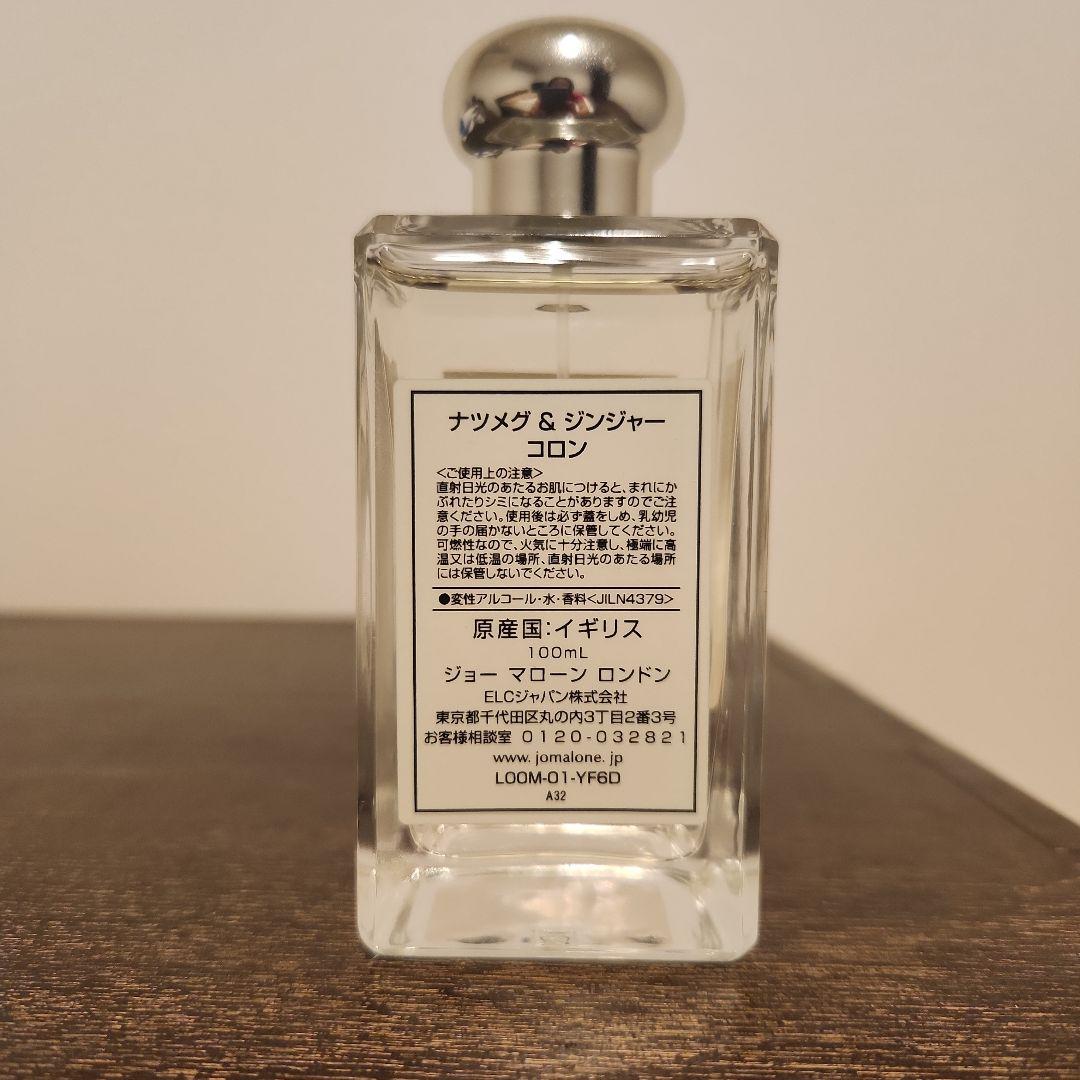 ナツメグ & ジンジャー
コロン
<ご使用上の注意>
直射日光のあたるお肌につけると、まれにか
ぶれたりシミになることがありますのでご注
意ください。使用後は必ず蓋をしめ、乳幼児
の手の届かないところに保管してください。
可燃性なので、火気に十分注意し、極端に高
温又は低温の場所、直射日光のあたる場所
には保管しないでください。
●変性アルコール・水・香料<JILN4379>
原産国:イギリス
100mL
ジョー マローン ロンドン
ELCジャパン株式会社
東京都千代田区丸の内3丁目2番3号
お客様相談室 0120-032821
www.jomalone.jp
L00M-01-YF6D
A32